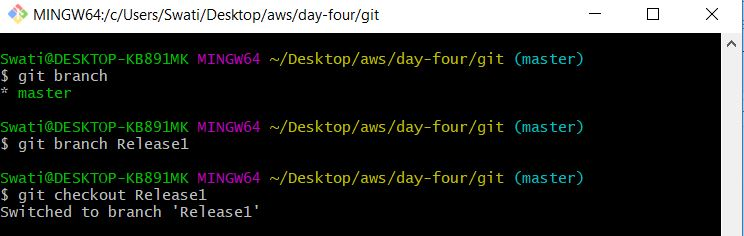 MINGW64:/c/Users/Swati/Desktop/aws/day-four/git
Swati@DESKTOP-KB891MK MINGW64 ~/Desktop/aws/day-four/git (master)
$ git branch
* master
Swati@DESKTOP-KB891MK MINGW64 ~/Desktop/aws/day-four/git (master)
$ git branch Release1
Swati@DESKTOP-KB891MK MINGW64 ~/Desktop/aws/day-four/git (master)
$ git checkout Release1
Switched to branch 'Release1'